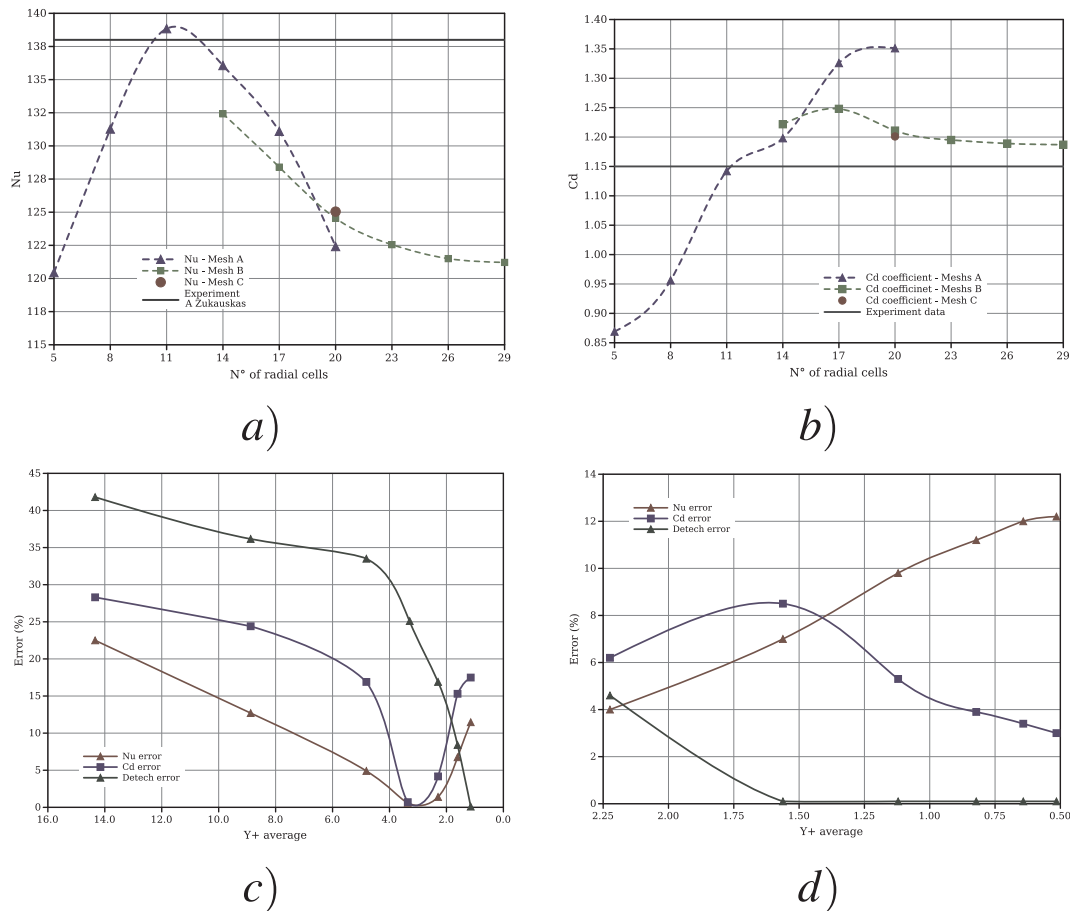 140
138
135
132
130
128
125
122
120
118
115
Nu
5 8 11 14 17 20 23 26 29
N° of radial cells
Nu - Mesh A
Nu - Mesh B
Nu - Mesh C
Experiment
A Žukauskas
a)
1.40
1.35
1.30
1.25
1.20
1.15
1.10
1.05
1.00
0.95
0.90
0.85
Cd
5 8 11 14 17 20 23 26 29
N° of radial cells
Cd coefficient - Meshs A
Cd coefficinet - Meshs B
Cd coefficient - Mesh C
Experiment data
b)
45
40
35
30
25
20
15
10
5
0
Error (%)
16.0 14.0 12.0 10.0 8.0 6.0 4.0 2.0 0.0
Y+ average
Nu error
Cd error
Detech error
c)
14
12
10
8
6
4
2
0
Error (%)
2.25 2.00 1.75 1.50 1.25 1.00 0.75 0.50
Y+ average
Nu error
Cd error
Detech error
d)